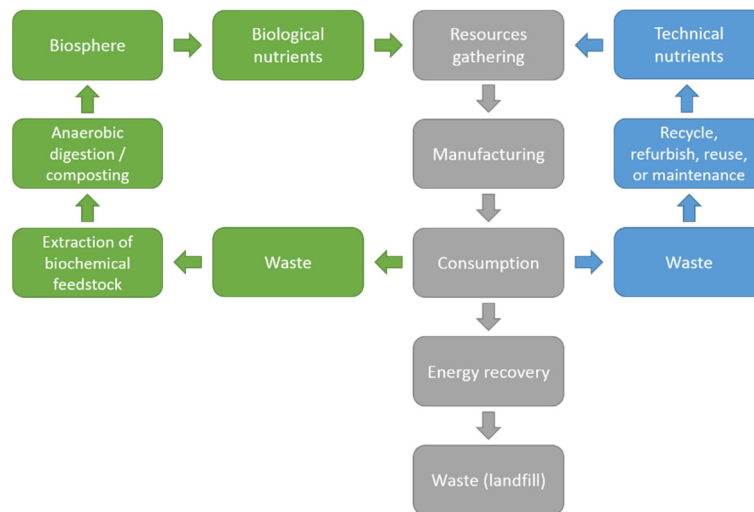 Biosphere
Biological
nutrients
Resources
gathering
Technical
nutrients
Anaerobic
digestion /
composting
Manufacturing
Recycle,
refurbish, reuse,
or maintenance
Extraction of
biochemical
feedstock
Waste
Consumption
Waste
Energy recovery
Waste (landfill)